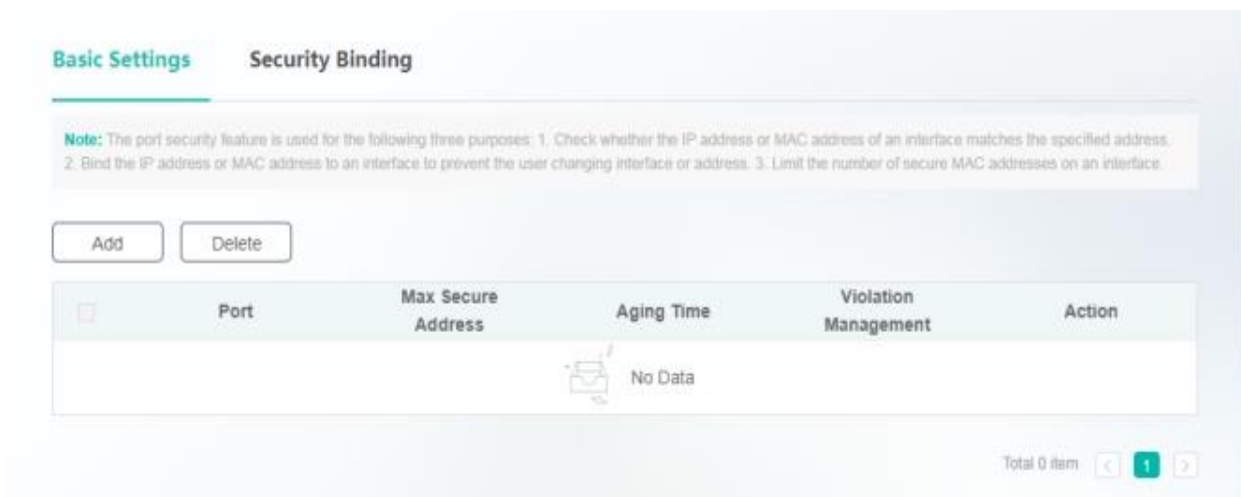 Basic Settings Security Binding
Note: The port security feature is used for the following three purposes: 1. Check whether the IP address or MAC address of an interface matches the specified address.
2. Bind the IP address or MAC address to an interface to prevent the user changing interface or address. 3. Limit the number of secure MAC addresses on an interface.
Add Delete
Port Max Secure Address Aging Time Violation Management Action
No Data
Total 0 item < 1 >